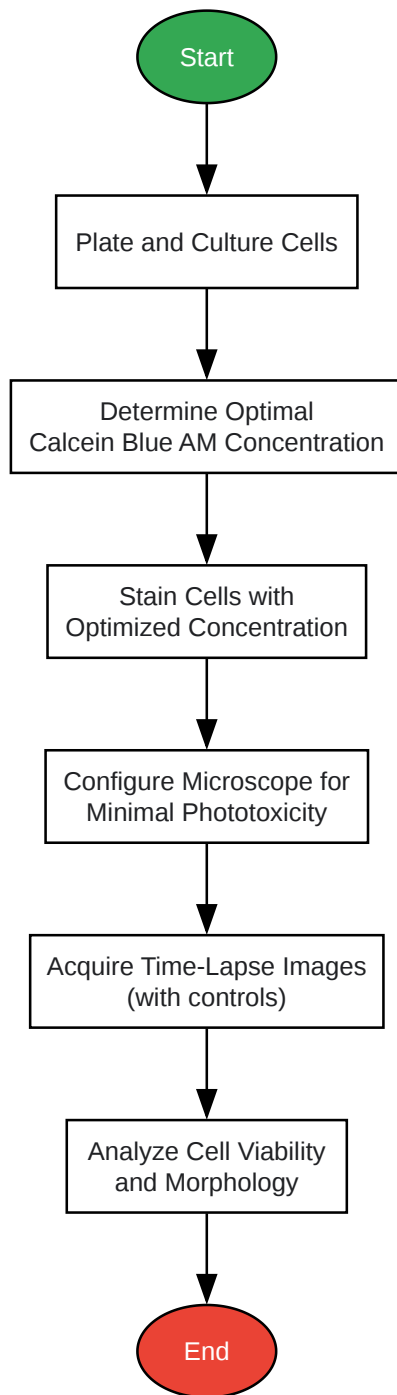 Start
Plate and Culture Cells
Determine Optimal
Calcein Blue AM Concentration
Stain Cells with
Optimized Concentration
Configure Microscope for
Minimal Phototoxicity
Acquire Time-Lapse Images
(with controls)
Analyze Cell Viability
and Morphology
End